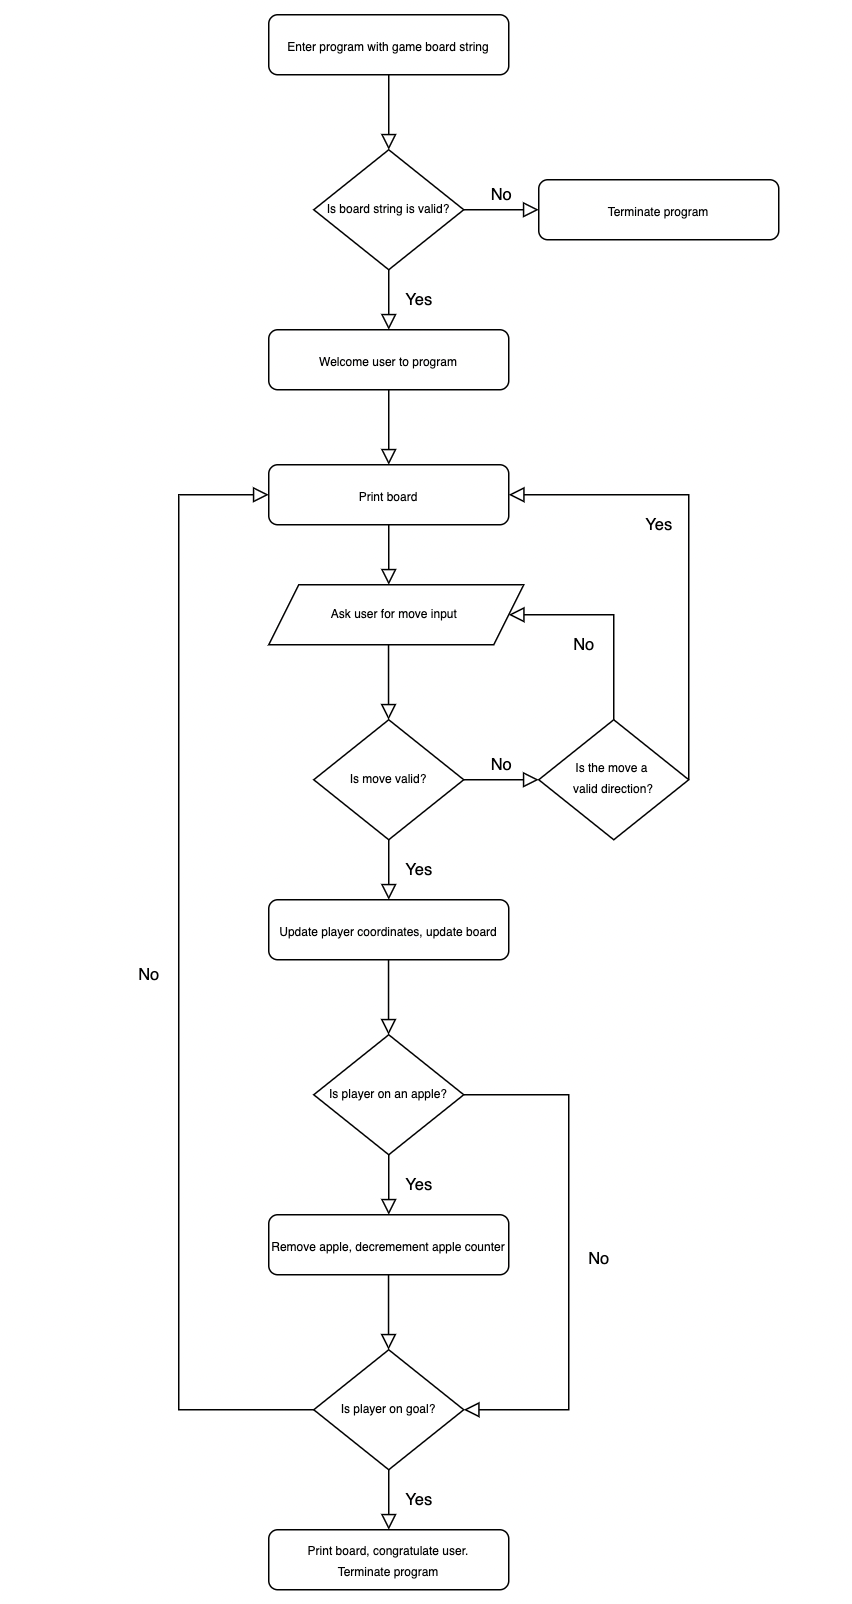 Enter program with game board string
Is board string is valid?
No
Terminate program
Yes
Welcome user to program
Print board
Yes
Ask user for move input
No
Is move valid?
No
Is the move a
valid direction?
Yes
Update player coordinates, update board
No
Is player on an apple?
Yes
Remove apple, decremement apple counter
No
Is player on goal?
Yes
Print board, congratulate user.
Terminate program